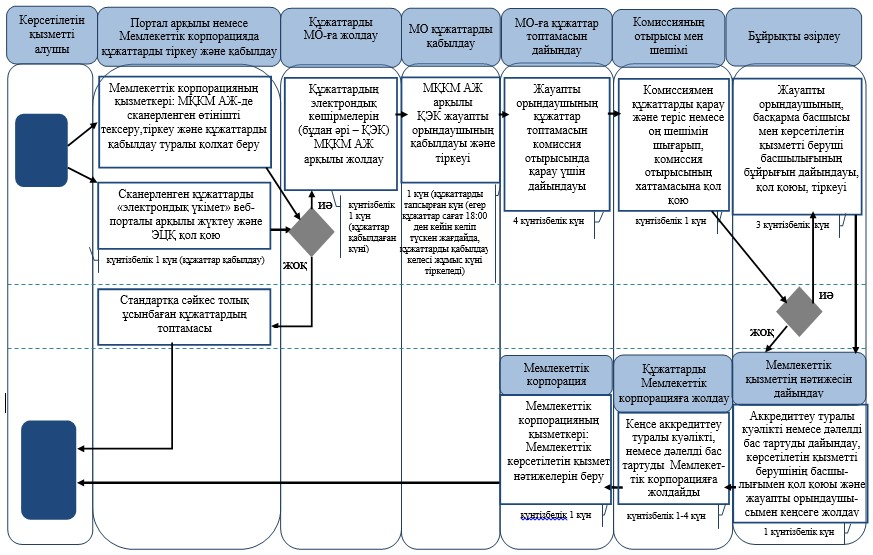 Көрсетілетін
қызметті
алушы
Портал арқылы немесе
Мемлекеттік корпорацияда
құжаттарды тіркеу және қабылдау
Құжаттарды
МО-ға жолдау
МО құжаттарды
қабылдау
МО-ға құжаттар
топтамасын
дайындау
Комиссияның
отырысы мен
шешімі
Бұйрықты әзірлеу
Мемлекеттік корпорацияның
қызметкері: МҚКМ АЖ-де
сканерленген өтінішті
тексеру,тіркеу және құжаттарды
қабылдау туралы қолхат беру
Сканерленген құжаттарды
«электрондық үкімет» веб-
порталы арқылы жүктеу және
ЭЦҚ қол қою
күнтізбелік 1 күн (құжаттар қабылдау)
Құжаттардың
электрондық
көшірмелерін
(бұдан әрі – ҚЭК)
МҚКМ АЖ
арқылы жолдау
иә
күнтізбелік
1 күн
(құжаттар
қабылдаған
күні)
жоқ
МҚКМ АЖ
арқылы
ҚЭК жауапты
орындаушының
қабылдауы және
тіркеуі
1 күн (құжаттарды
тапсырған күн (егер
құжаттар сағат 18:00
ден кейін келіп
түскен жағдайда,
құжаттарды қабылдау
келесі жұмыс күні
тіркеледі)
Жауапты
орындаушының
құжаттар
топтамасын
комиссия
отырысында
қарау үшін
дайындауы
4 күнтізбелік күн
Комиссиямен
құжаттарды қарау
және теріс немесе
оң шешімін
шығарып,
комиссия
отырысының
хаттамасына қол
қою
күнтізбелік 1 күн
Жауапты
орындаушының,
басқарма басшысы
мен көрсетілетін
қызметті беруші
басшылығының
бұйрығын дайындауы,
қол қоюы, тіркеуі
3 күнтізбелік күн
иә
жоқ
Стандартқа сәйкес толық
ұсынбаған құжаттардың
топтамасы
Мемлекеттік
корпорация
Мемлекеттік
корпорацияның
қызметкері:
Мемлекеттік
көрсетілетін қызмет
нәтижелерін беру
күнтізбелік 1 күн
Құжаттарды
Мемлекеттік
корпорацияға жолдау
Кеңсе аккредиттеу
туралы куәлікті,
немесе дәлелді бас
тартуды Мемлекет-
тік корпорацияға
жолдайды
күнтізбелік 1-4 күн
Мемлекеттік
қызметтің нәтижесін
дайындау
Аккредиттеу туралы
куәлікті немесе дәлелді
бас тартуды дайындау,
көрсетілетін қызметті
берушінің басшы-
лығымен қол қоюы және
жауапты орындаушы-
сымен кеңсеге жолдау
1 күнтізбелік күн